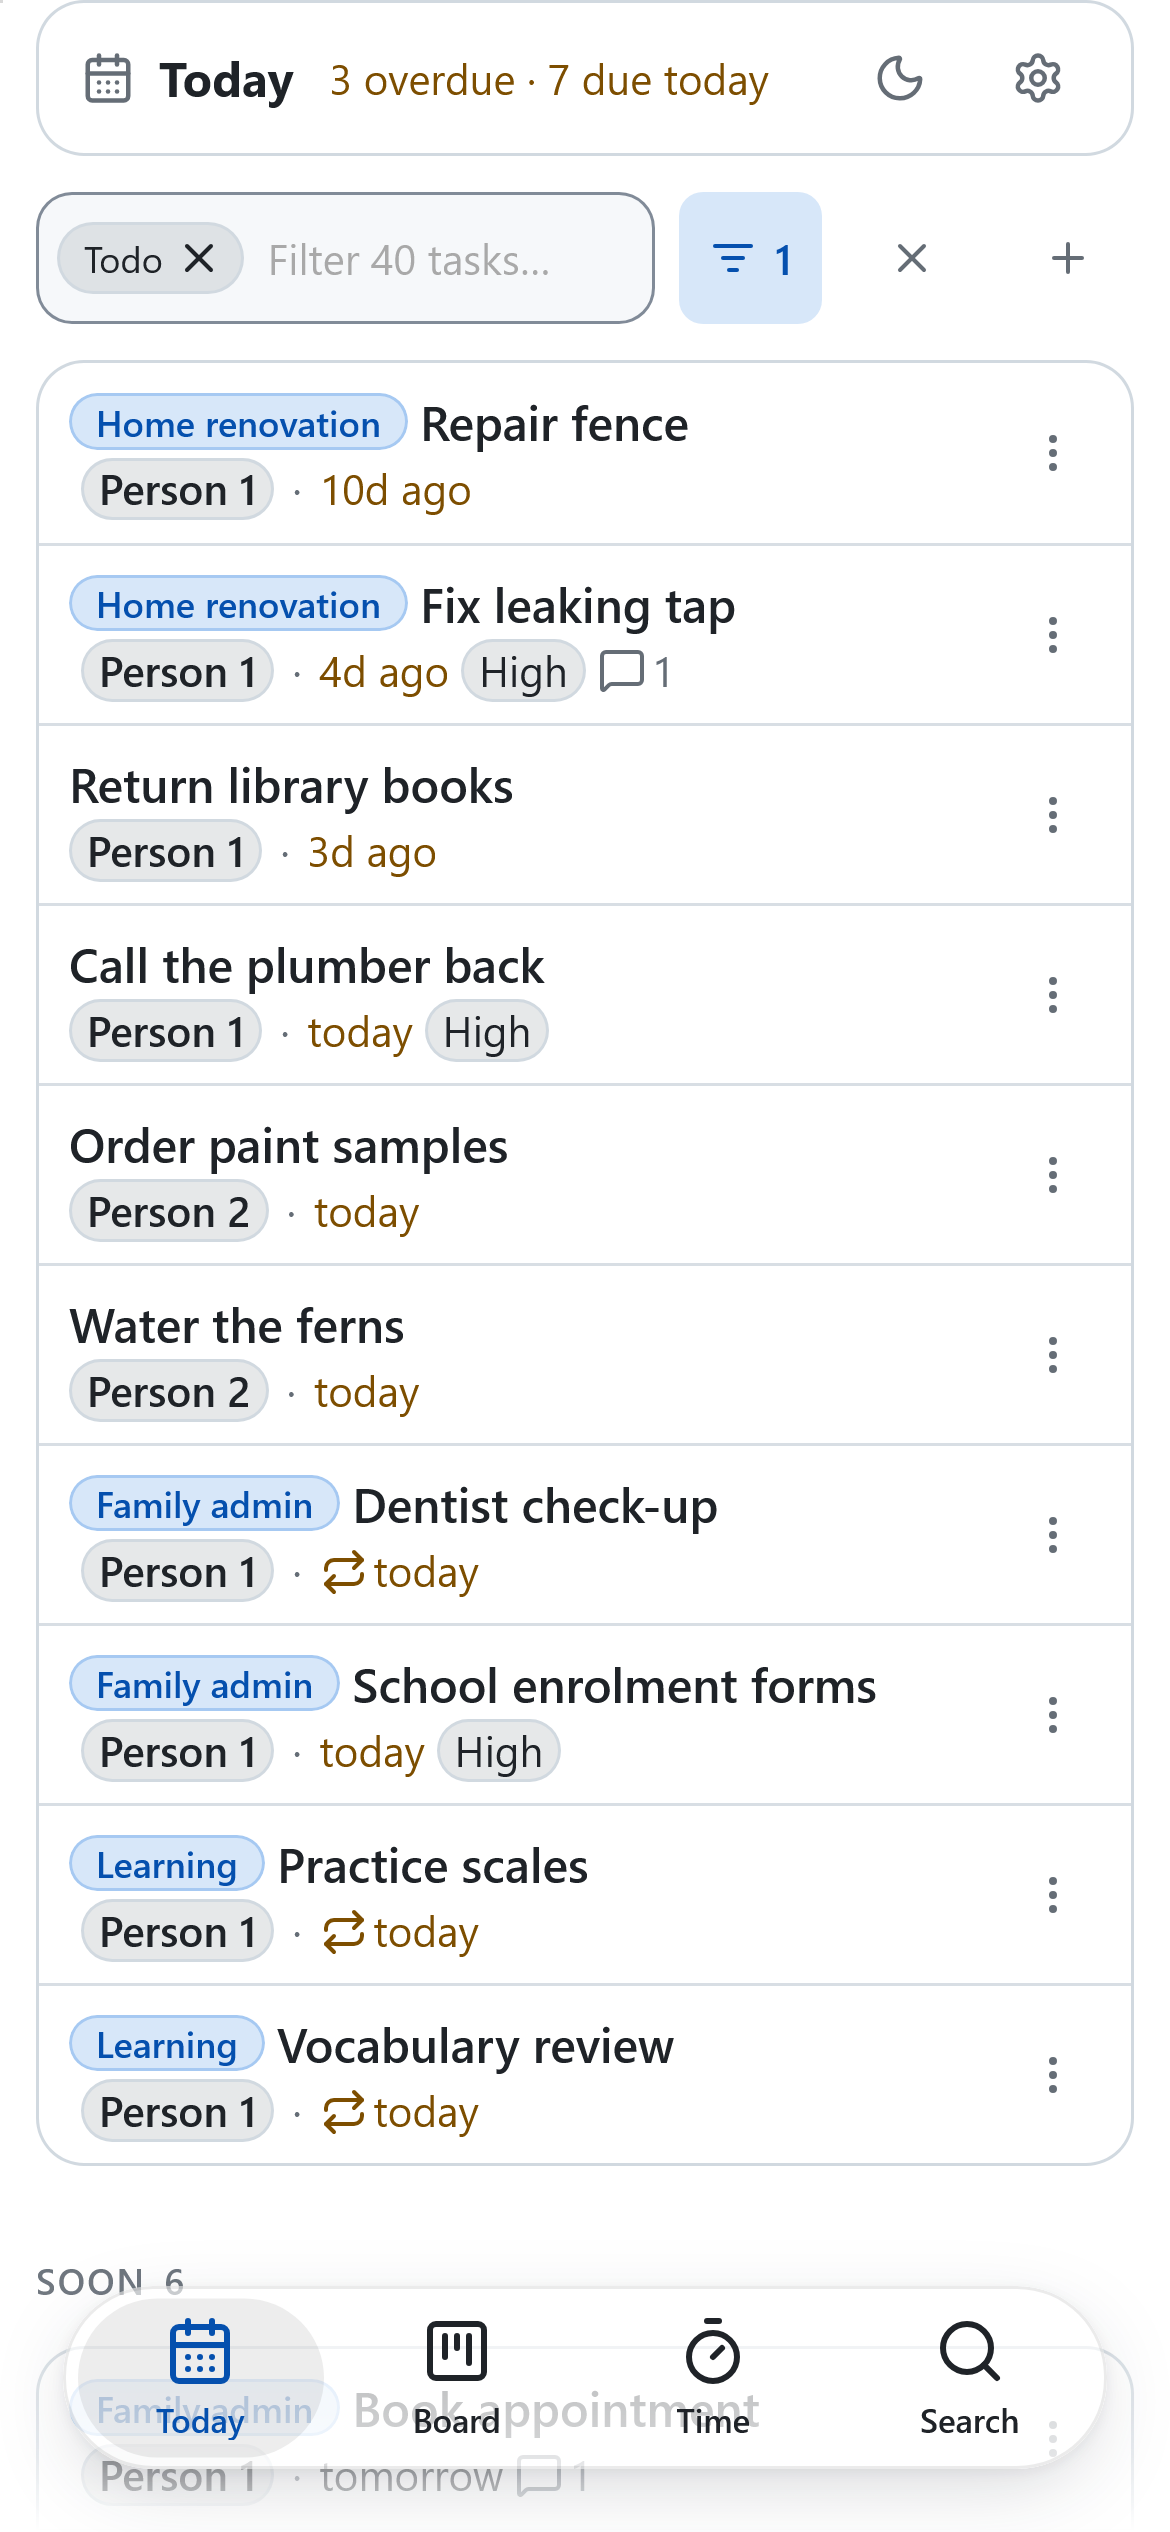 Today 3 overdue · 7 due today
Todo Filter 40 tasks... 1
Home renovation Repair fence
Person 1 · 10d ago
Home renovation Fix leaking tap
Person 1 · 4d ago High 1
Return library books
Person 1 · 3d ago
Call the plumber back
Person 1 · today High
Order paint samples
Person 2 · today
Water the ferns
Person 2 · today
Family admin Dentist check-up
Person 1 · today
Family admin School enrolment forms
Person 1 · today High
Learning Practice scales
Person 1 · today
Learning Vocabulary review
Person 1 · today
SOON 6
Family admin Book appointment
Today Board Time Search
Person 1 · tomorrow 1